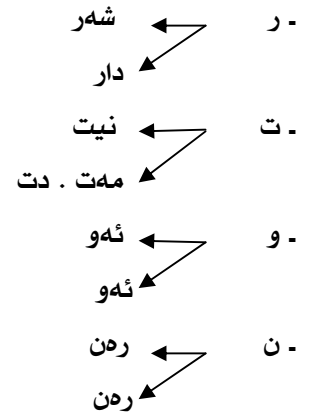 ـ ر شەر
دار
ـ ت نیت
مەت . دت
ـ و ئەو
ئەو
ـ ن رەن
رەن